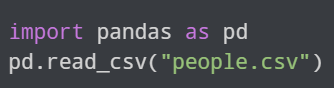 import pandas as pd
pd.read_csv("people.csv")